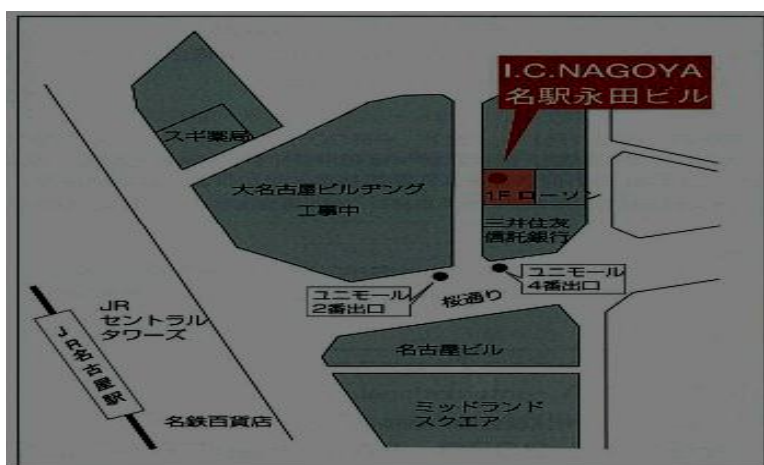 I.C.NAGOYA
名駅永田ビル
スギ薬局
大名古屋ビルヂング
工事中
1F ローソン
三井住友
信託銀行
ユニモール
2番出口
ユニモール
4番出口
桜通り
JR
セントラル
タワーズ
JR名古屋駅
名古屋ビル
名鉄百貨店
ミッドランド
スクエア